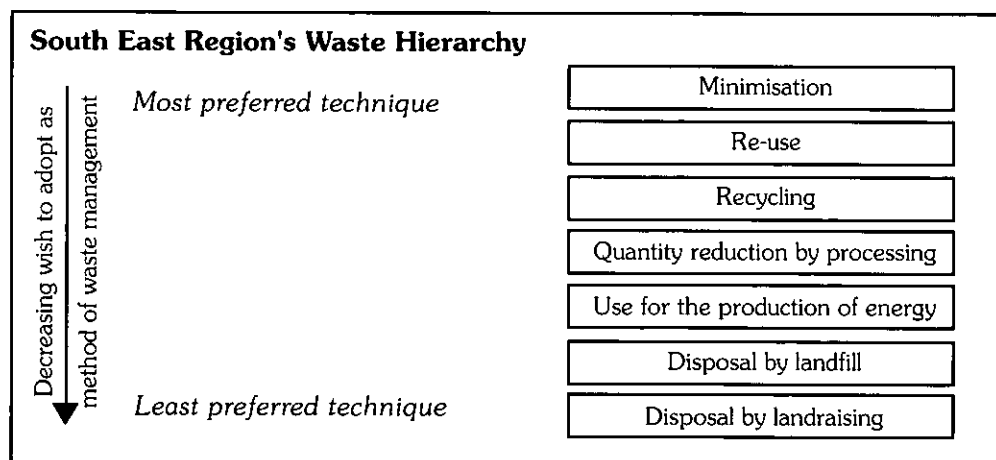 South East Region's Waste Hierarchy
Decreasing wish to adopt as
method of waste management
Most preferred technique
Least preferred technique
Minimisation
Re-use
Recycling
Quantity reduction by processing
Use for the production of energy
Disposal by landfill
Disposal by landraising